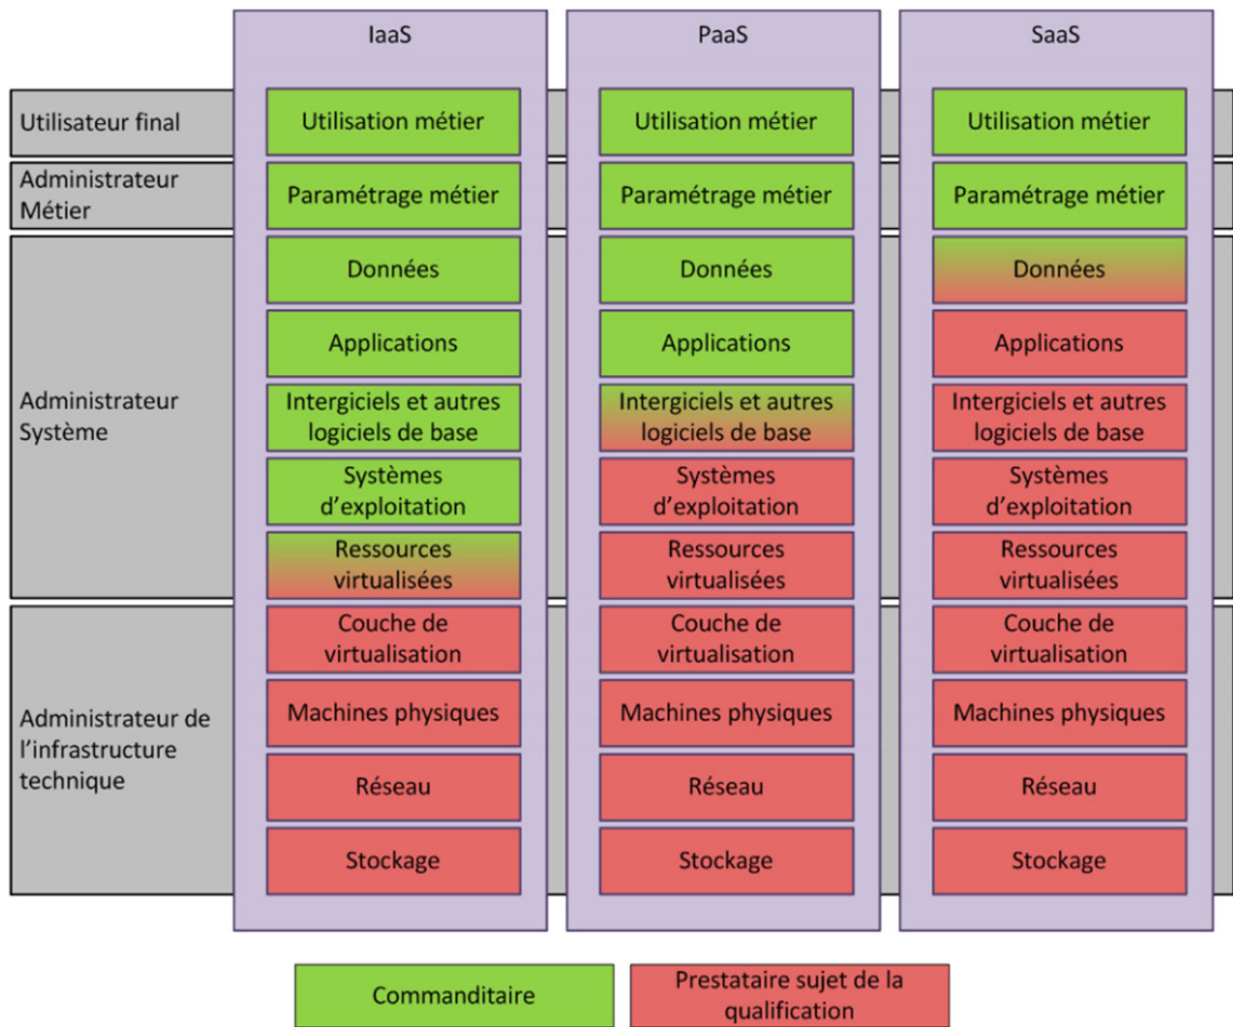 IaaS
PaaS
SaaS
Utilisateur final
Utilisation métier
Utilisation métier
Utilisation métier
Administrateur
Métier
Paramétrage métier
Paramétrage métier
Paramétrage métier
Administrateur
Système
Données
Données
Données
Applications
Applications
Applications
Intergiciels et autres
logiciels de base
Intergiciels et autres
logiciels de base
Intergiciels et autres
logiciels de base
Systèmes
d’exploitation
Systèmes
d’exploitation
Systèmes
d’exploitation
Ressources
virtualisées
Ressources
virtualisées
Ressources
virtualisées
Administrateur de
l’infrastructure
technique
Couche de
virtualisation
Couche de
virtualisation
Couche de
virtualisation
Machines physiques
Machines physiques
Machines physiques
Réseau
Réseau
Réseau
Stockage
Stockage
Stockage
Commanditaire
Prestataire sujet de la
qualification